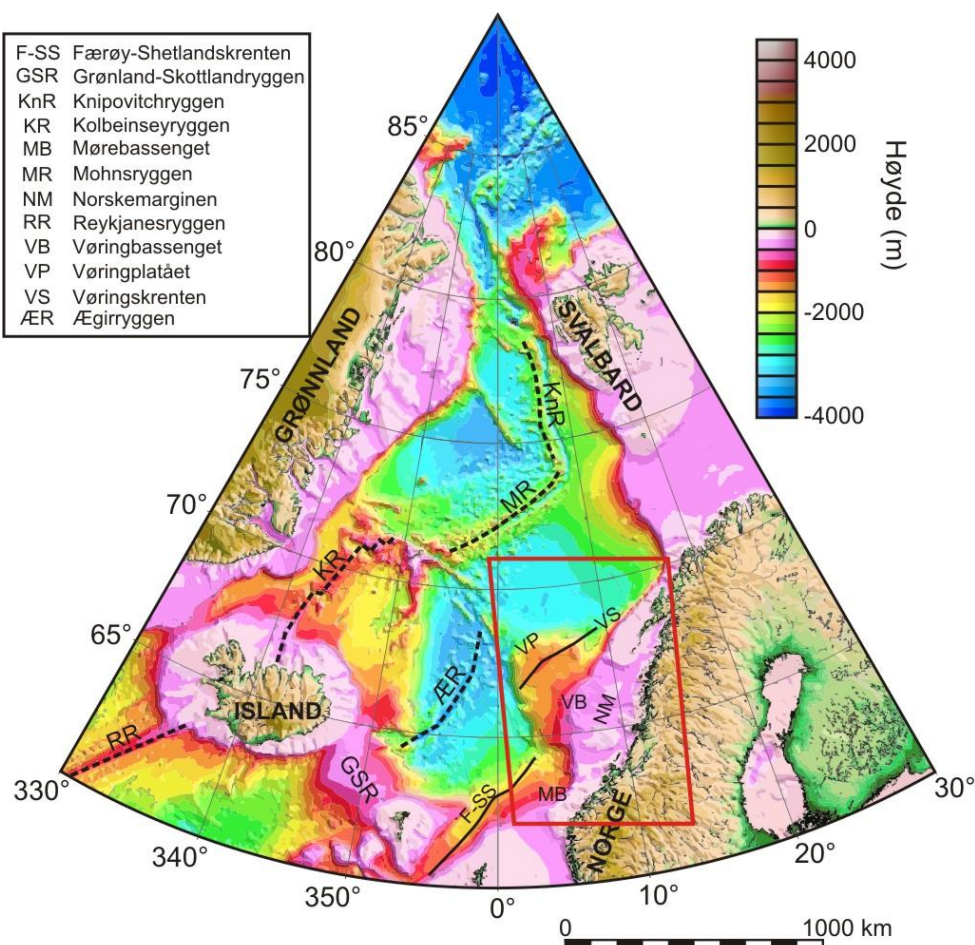 F-SS Færøy-Shetlandskrenten
GSR Grønland-Skottlandryggen
KnR Knipovitchryggen
KR Kolbeinseyryggen
MB Mørebassenget
MR Mohnsryggen
NM Norskemarginen
RR Reykjanesryggen
VB Vøringbassenget
VP Vøringplatået
VS Vøringskrenten
ÆR Ægirryggen
4000
2000
0
-2000
-4000
Høyde (m)
85°
80°
75°
70°
65°
GRØNNLAND
SVALBARD
KnR
MR
KR
VS
VP
ÆR
VB
NM
ISLAND
RR
GSR
F-SS
MB
NORGE
330°
340°
350°
0°
10°
20°
30°
0 1000 km